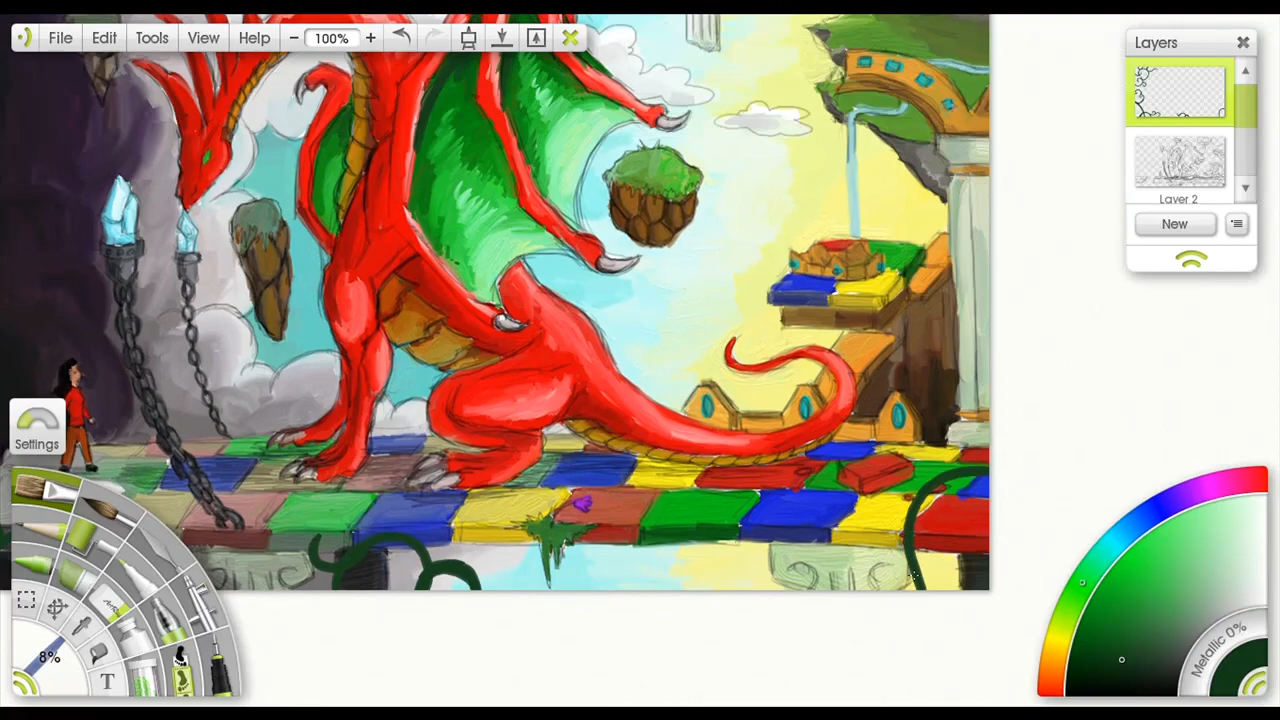 File Edit Tools View Help 100%
Layers
Layer 2
New
Settings
8%
T
Metallic 0%